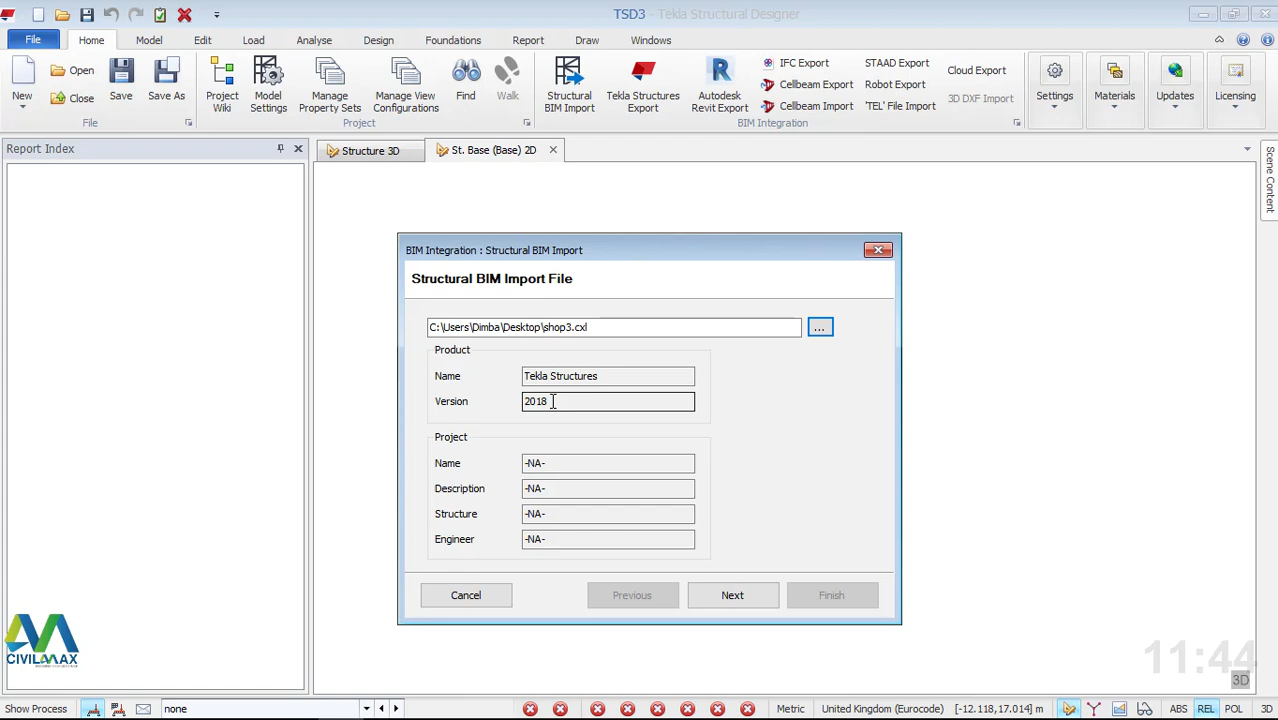 TSD3 - Tekla Structural Designer
File Home Model Edit Load Analyse Design Foundations Report Draw Windows
New Open Close Save Save As
Project Wiki Model Settings Manage Property Sets Manage View Configurations Find Walk
Structural BIM Import Tekla Structures Export Autodesk Revit Export
IFC Export STAAD Export Cloud Export
Cellbeam Export Robot Export
Cellbeam Import 'TEL' File Import 3D DXF Import
Settings Materials Updates Licensing
File Project BIM Integration
Report Index
Structure 3D St. Base (Base) 2D
Scene Content
BIM Integration : Structural BIM Import
Structural BIM Import File
C:\Users\Dimba\Desktop\shop3.cxl ...
Product
Name Tekla Structures
Version 2018
Project
Name -NA-
Description -NA-
Structure -NA-
Engineer -NA-
Cancel Previous Next Finish
CIVILMAX
11:44
3D
Show Process none Metric United Kingdom (Eurocode) [-12.118,17.014] m ABS REL POL 3D